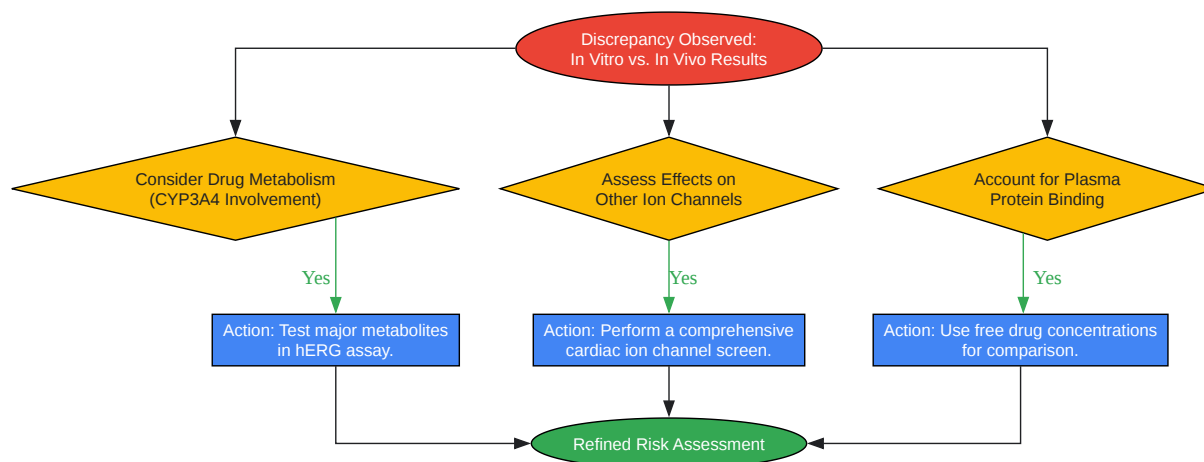 Discrepancy Observed:
In Vitro vs. In Vivo Results
Consider Drug Metabolism
(CYP3A4 Involvement)
Assess Effects on
Other Ion Channels
Account for Plasma
Protein Binding
Yes
Yes
Yes
Action: Test major metabolites
in hERG assay.
Action: Perform a comprehensive
cardiac ion channel screen.
Action: Use free drug concentrations
for comparison.
Refined Risk Assessment